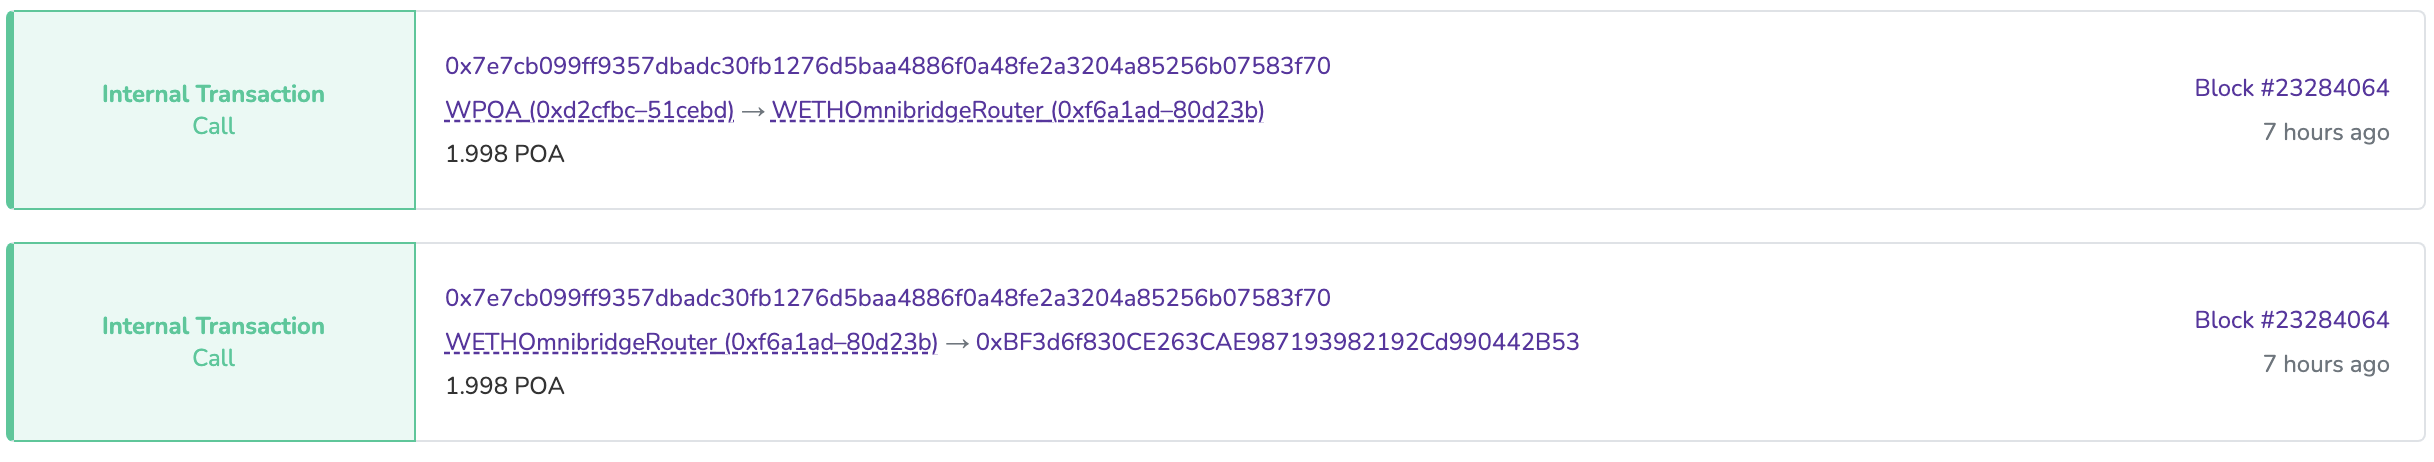 Internal Transaction
Call
0x7e7cb099ff9357dbadc30fb1276d5baa4886f0a48fe2a3204a85256b07583f70
WPOA (0xd2cfbc–51cebd) → WETHOmnibridgeRouter (0xf6a1ad–80d23b)
1.998 POA
Block #23284064
7 hours ago
Internal Transaction
Call
0x7e7cb099ff9357dbadc30fb1276d5baa4886f0a48fe2a3204a85256b07583f70
WETHOmnibridgeRouter (0xf6a1ad–80d23b) → 0xBF3d6f830CE263CAE987193982192Cd990442B53
1.998 POA
Block #23284064
7 hours ago